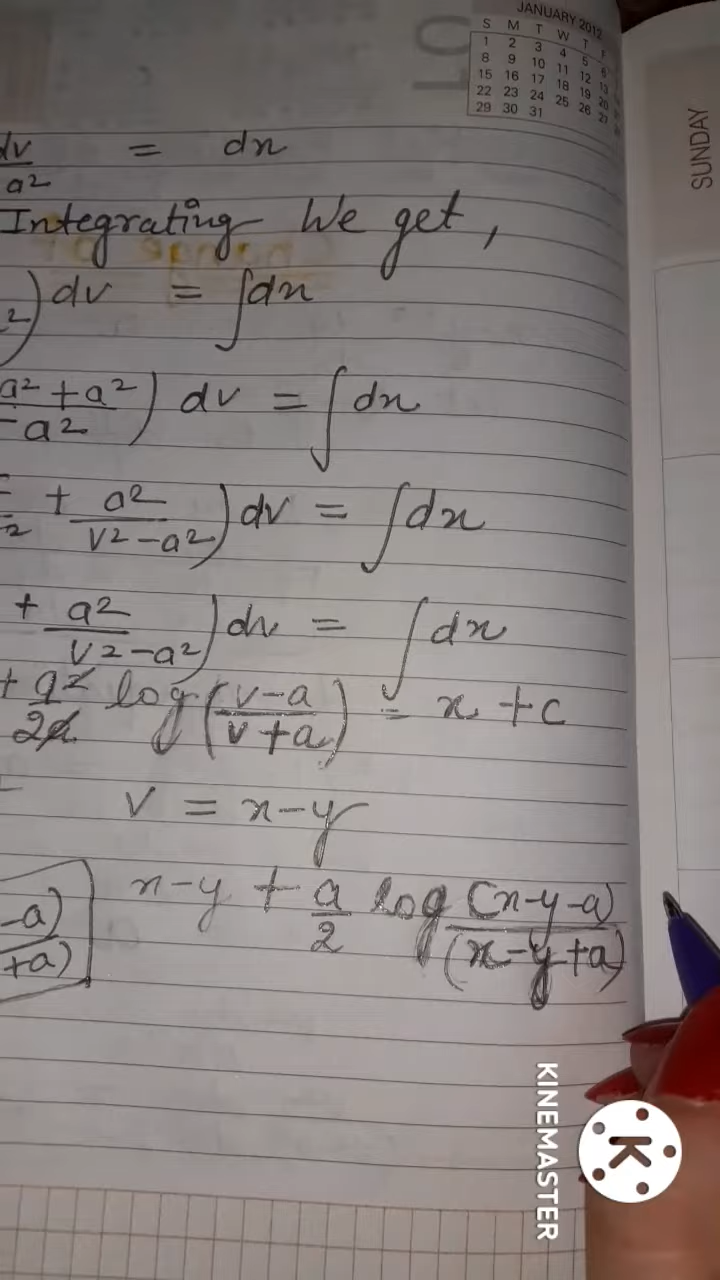 JANUARY 2012
S M T W T F
1 2 3 4 5 6
8 9 10 11 12 13
15 16 17 18 19 20
22 23 24 25 26 27
29 30 31
SUNDAY
dv/a² = dx
Integrating We get,
²) dv = ∫dx
a² + a²/- a²) dv = ∫dx
+ a²/v² - a²) dv = ∫dx
+ a²/v² - a²) dv = ∫dx
+ a²/2a log (v-a/v+a) = x + c
v = x-y
-a)/+a) x-y + a/2 log (x-y-a)/(x-y+a)
KINEMASTER
K